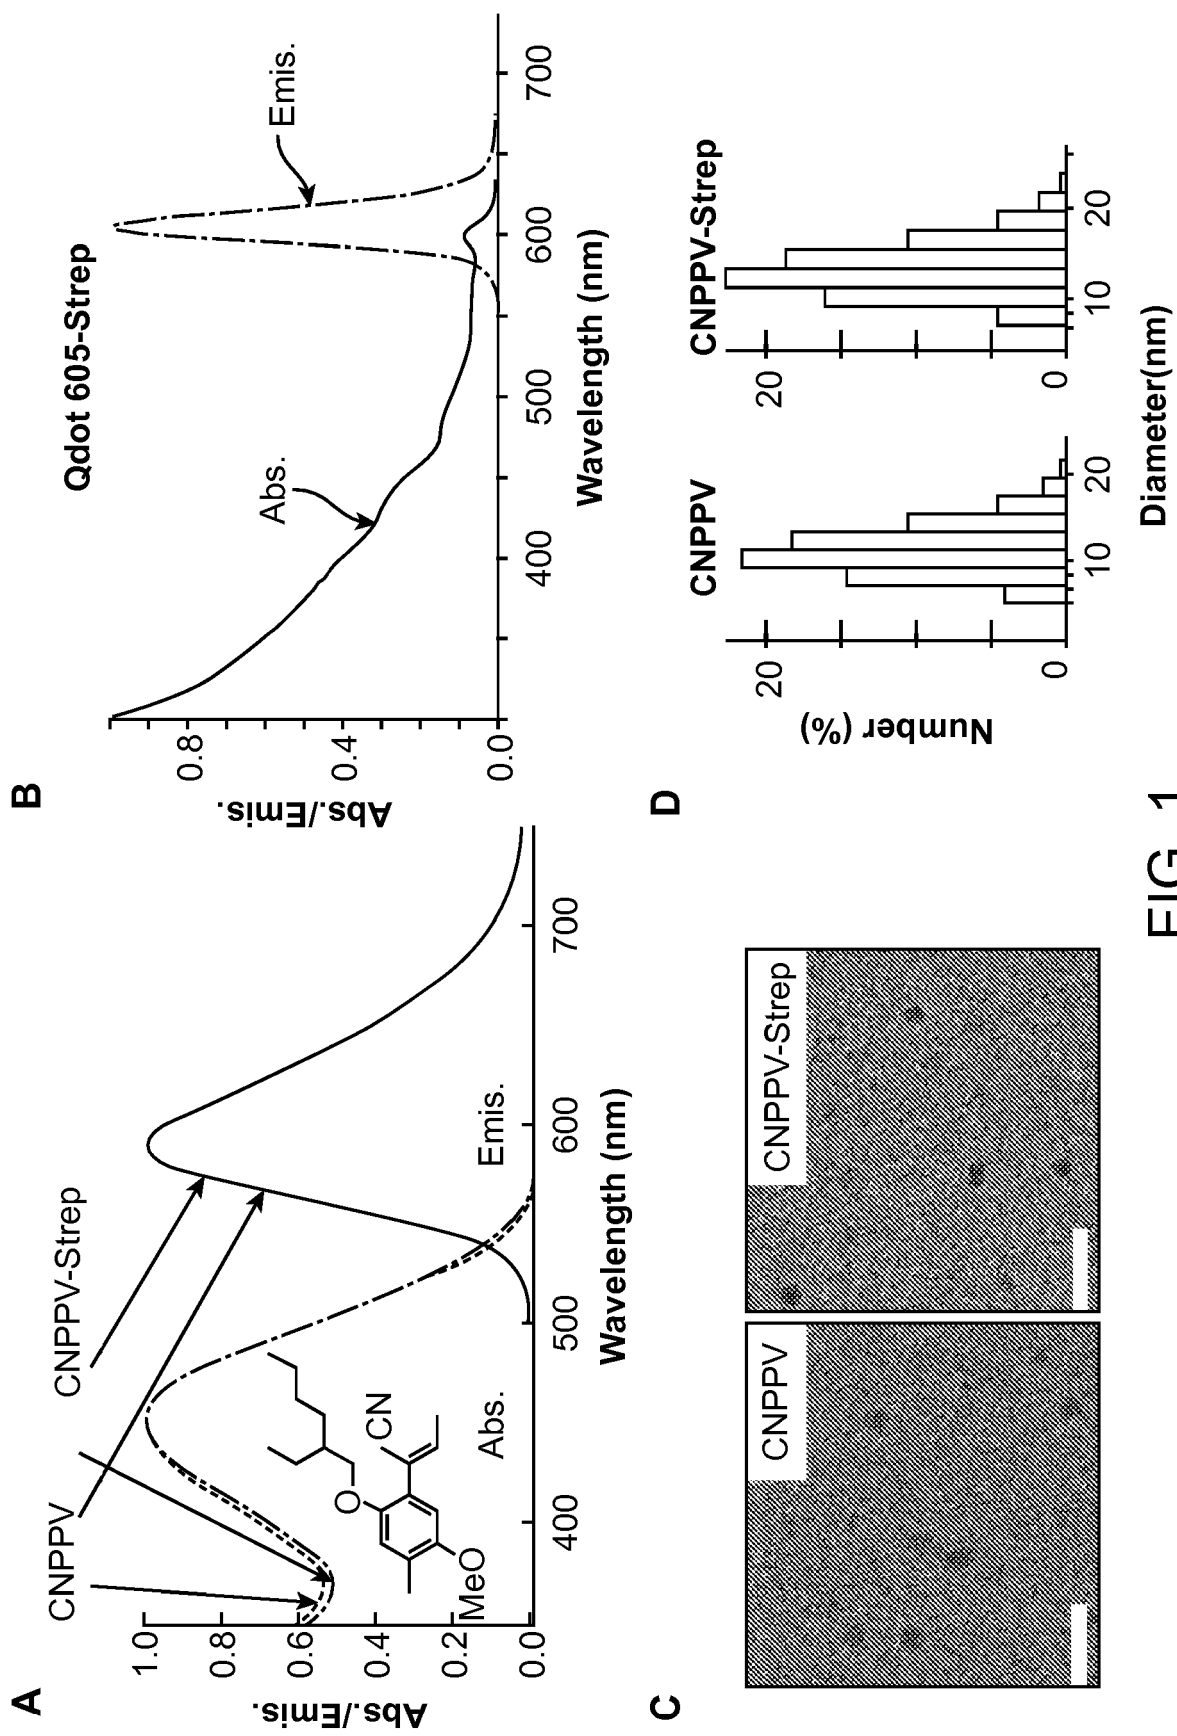 A
Abs./Emis.
1.0
0.8
0.6
0.4
0.2
0.0
CNPPV
CNPPV-Strep
O
CN
MeO
Abs.
Emis.
400
500
600
700
Wavelength (nm)
B
Qdot 605-Strep
Abs./Emis.
0.8
0.4
0.0
Abs.
Emis.
400
500
600
700
Wavelength (nm)
C
CNPPV
CNPPV-Strep
D
Number (%)
CNPPV
20
0
10
20
CNPPV-Strep
20
0
10
20
Diameter(nm)
FIG. 1